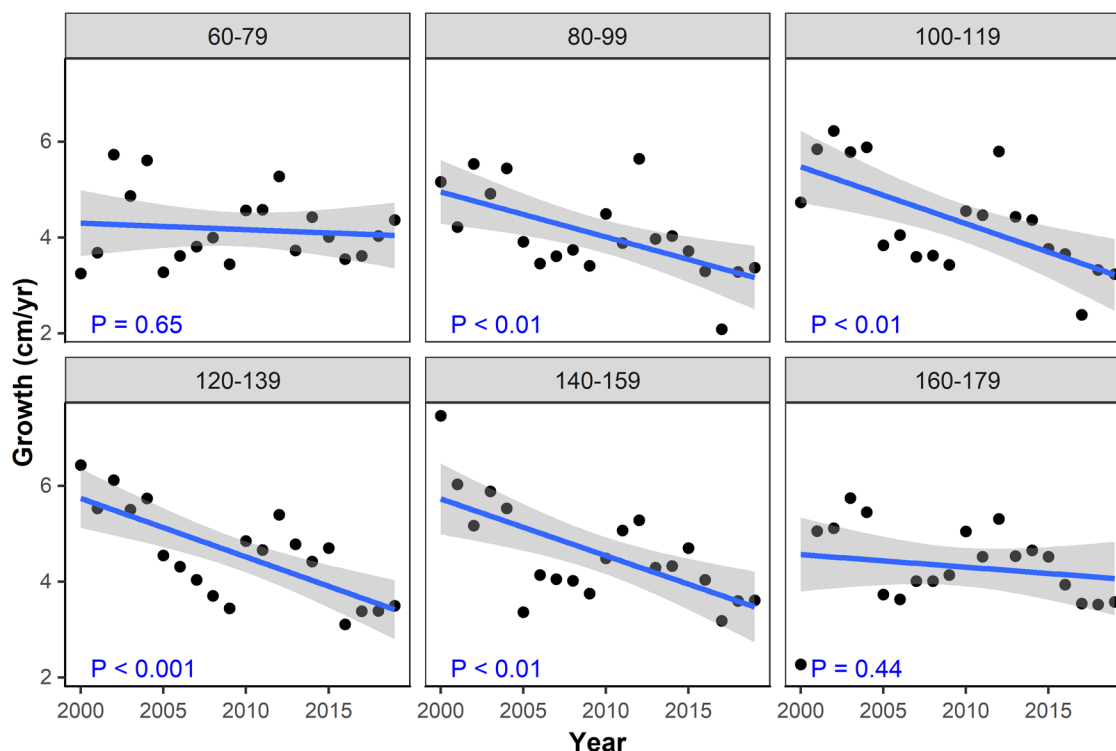 60-79
80-99
100-119
6
4
2
P = 0.65
P < 0.01
P < 0.01
Growth (cm/yr)
120-139
140-159
160-179
6
4
2
P < 0.001
P < 0.01
P = 0.44
2000 2005 2010 2015
2000 2005 2010 2015
2000 2005 2010 2015
Year